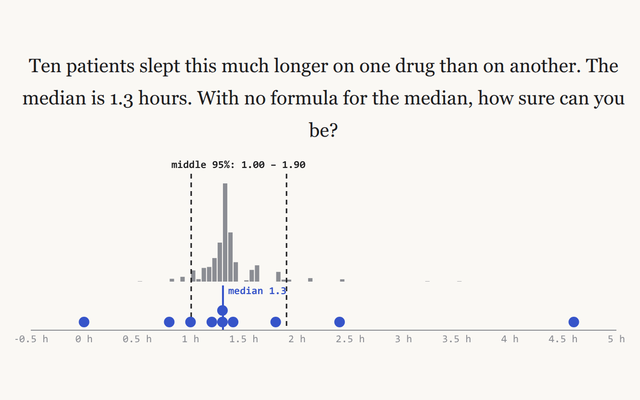 Ten patients slept this much longer on one drug than on another. The
median is 1.3 hours. With no formula for the median, how sure can you
be?
middle 95%: 1.00 – 1.90
median 1.3
-0.5 h 0 h 0.5 h 1 h 1.5 h 2 h 2.5 h 3 h 3.5 h 4 h 4.5 h 5 h